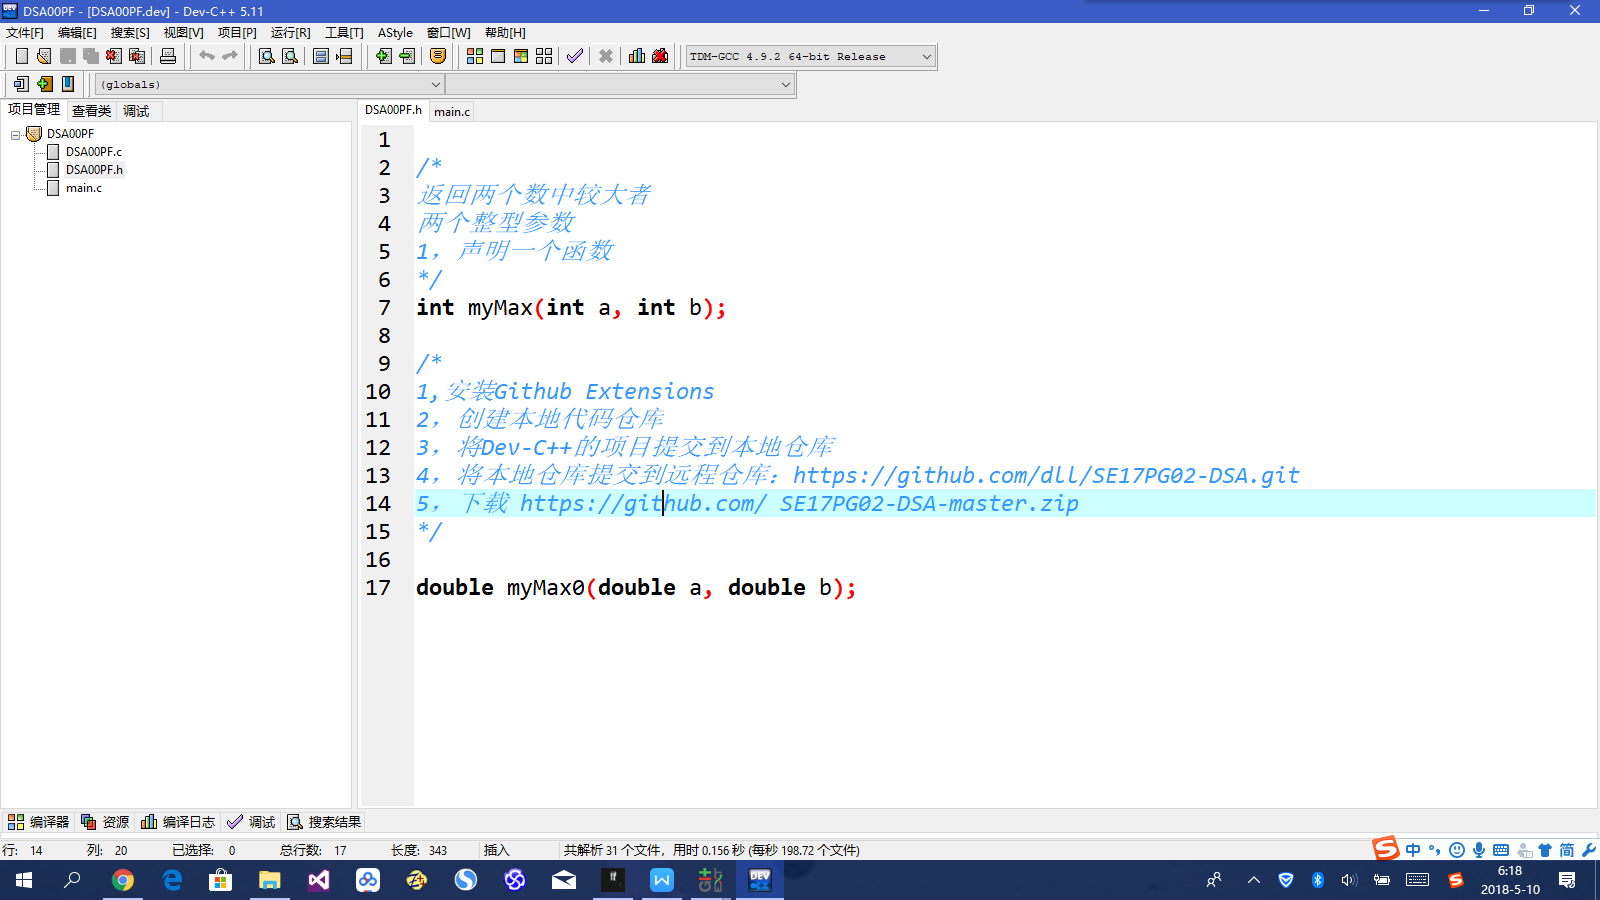 DSA00PF - [DSA00PF.dev] - Dev-C++ 5.11
文件[F] 编辑[E] 搜索[S] 视图[V] 项目[P] 运行[R] 工具[T] AStyle 窗口[W] 帮助[H]
TDM-GCC 4.9.2 64-bit Release
(globals)
项目管理 查看类 调试
DSA00PF.h main.c
DSA00PF
DSA00PF.c
DSA00PF.h
main.c
1
2 /*
3 返回两个数中较大者
4 两个整型参数
5 1，声明一个函数
6 */
7 int myMax(int a, int b);
8
9 /*
10 1,安装Github Extensions
11 2，创建本地代码仓库
12 3，将Dev-C++的项目提交到本地仓库
13 4，将本地仓库提交到远程仓库：https://github.com/dll/SE17PG02-DSA.git
14 5，下载 https://github.com/ SE17PG02-DSA-master.zip
15 */
16
17 double myMax0(double a, double b);
编译器 资源 编译日志 调试 搜索结果
行: 14 列: 20 已选择: 0 总行数: 17 长度: 343 插入 共解析 31 个文件，用时 0.156 秒 (每秒 198.72 个文件)
中 简
DEV
6:18
2018-5-10